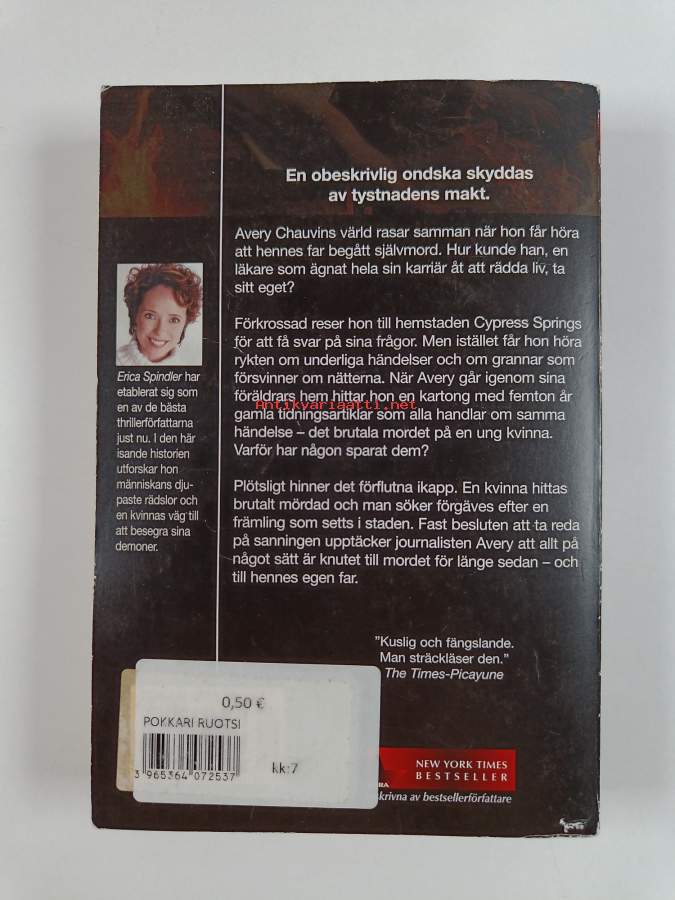 En obeskrivlig ondska skyddas
av tystnadens makt.
Avery Chauvins värld rasar samman när hon får höra
att hennes far begått självmord. Hur kunde han, en
läkare som ägnat hela sin karriär åt att rädda liv, ta
sitt eget?
Förkrossad reser hon till hemstaden Cypress Springs
för att få svar på sina frågor. Men istället får hon höra
rykten om underliga händelser och om grannar som
försvinner om nätterna. När Avery går igenom sina
föräldrars hem hittar hon en kartong med femton år
gamla tidningsartiklar som alla handlar om samma
händelse – det brutala mordet på en ung kvinna.
Varför har någon sparat dem?
Plötsligt hinner det förflutna ikapp. En kvinna hittas
brutalt mördad och man söker förgäves efter en
främling som setts i staden. Fast besluten att ta reda
på sanningen upptäcker journalisten Avery att allt på
något sätt är knutet till mordet för länge sedan – och
till hennes egen far.
Erica Spindler har
etablerat sig som
en av de bästa
thrillerförfattarna
just nu. I den här
isande historien
utforskar hon
människans dju-
paste rädslor och
en kvinnas väg till
att besegra sina
demoner.
Antikvariaatti.net
"Kuslig och fängslande.
Man sträckläser den."
The Times-Picayune
0,50 €
POKKARI RUOTSI
3 965364 072537
kk:7
NEW YORK TIMES
BESTSELLER
RA
krivna av bestsellerförfattare